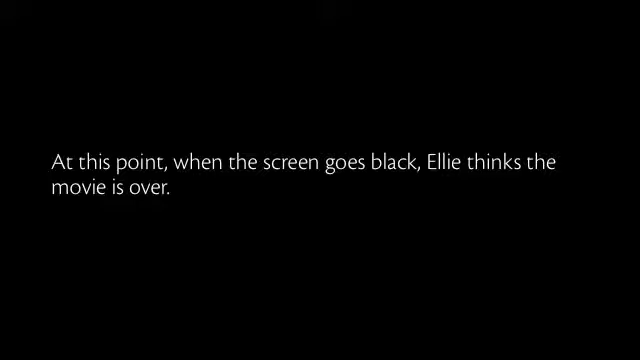 At this point, when the screen goes black, Ellie thinks the
movie is over.